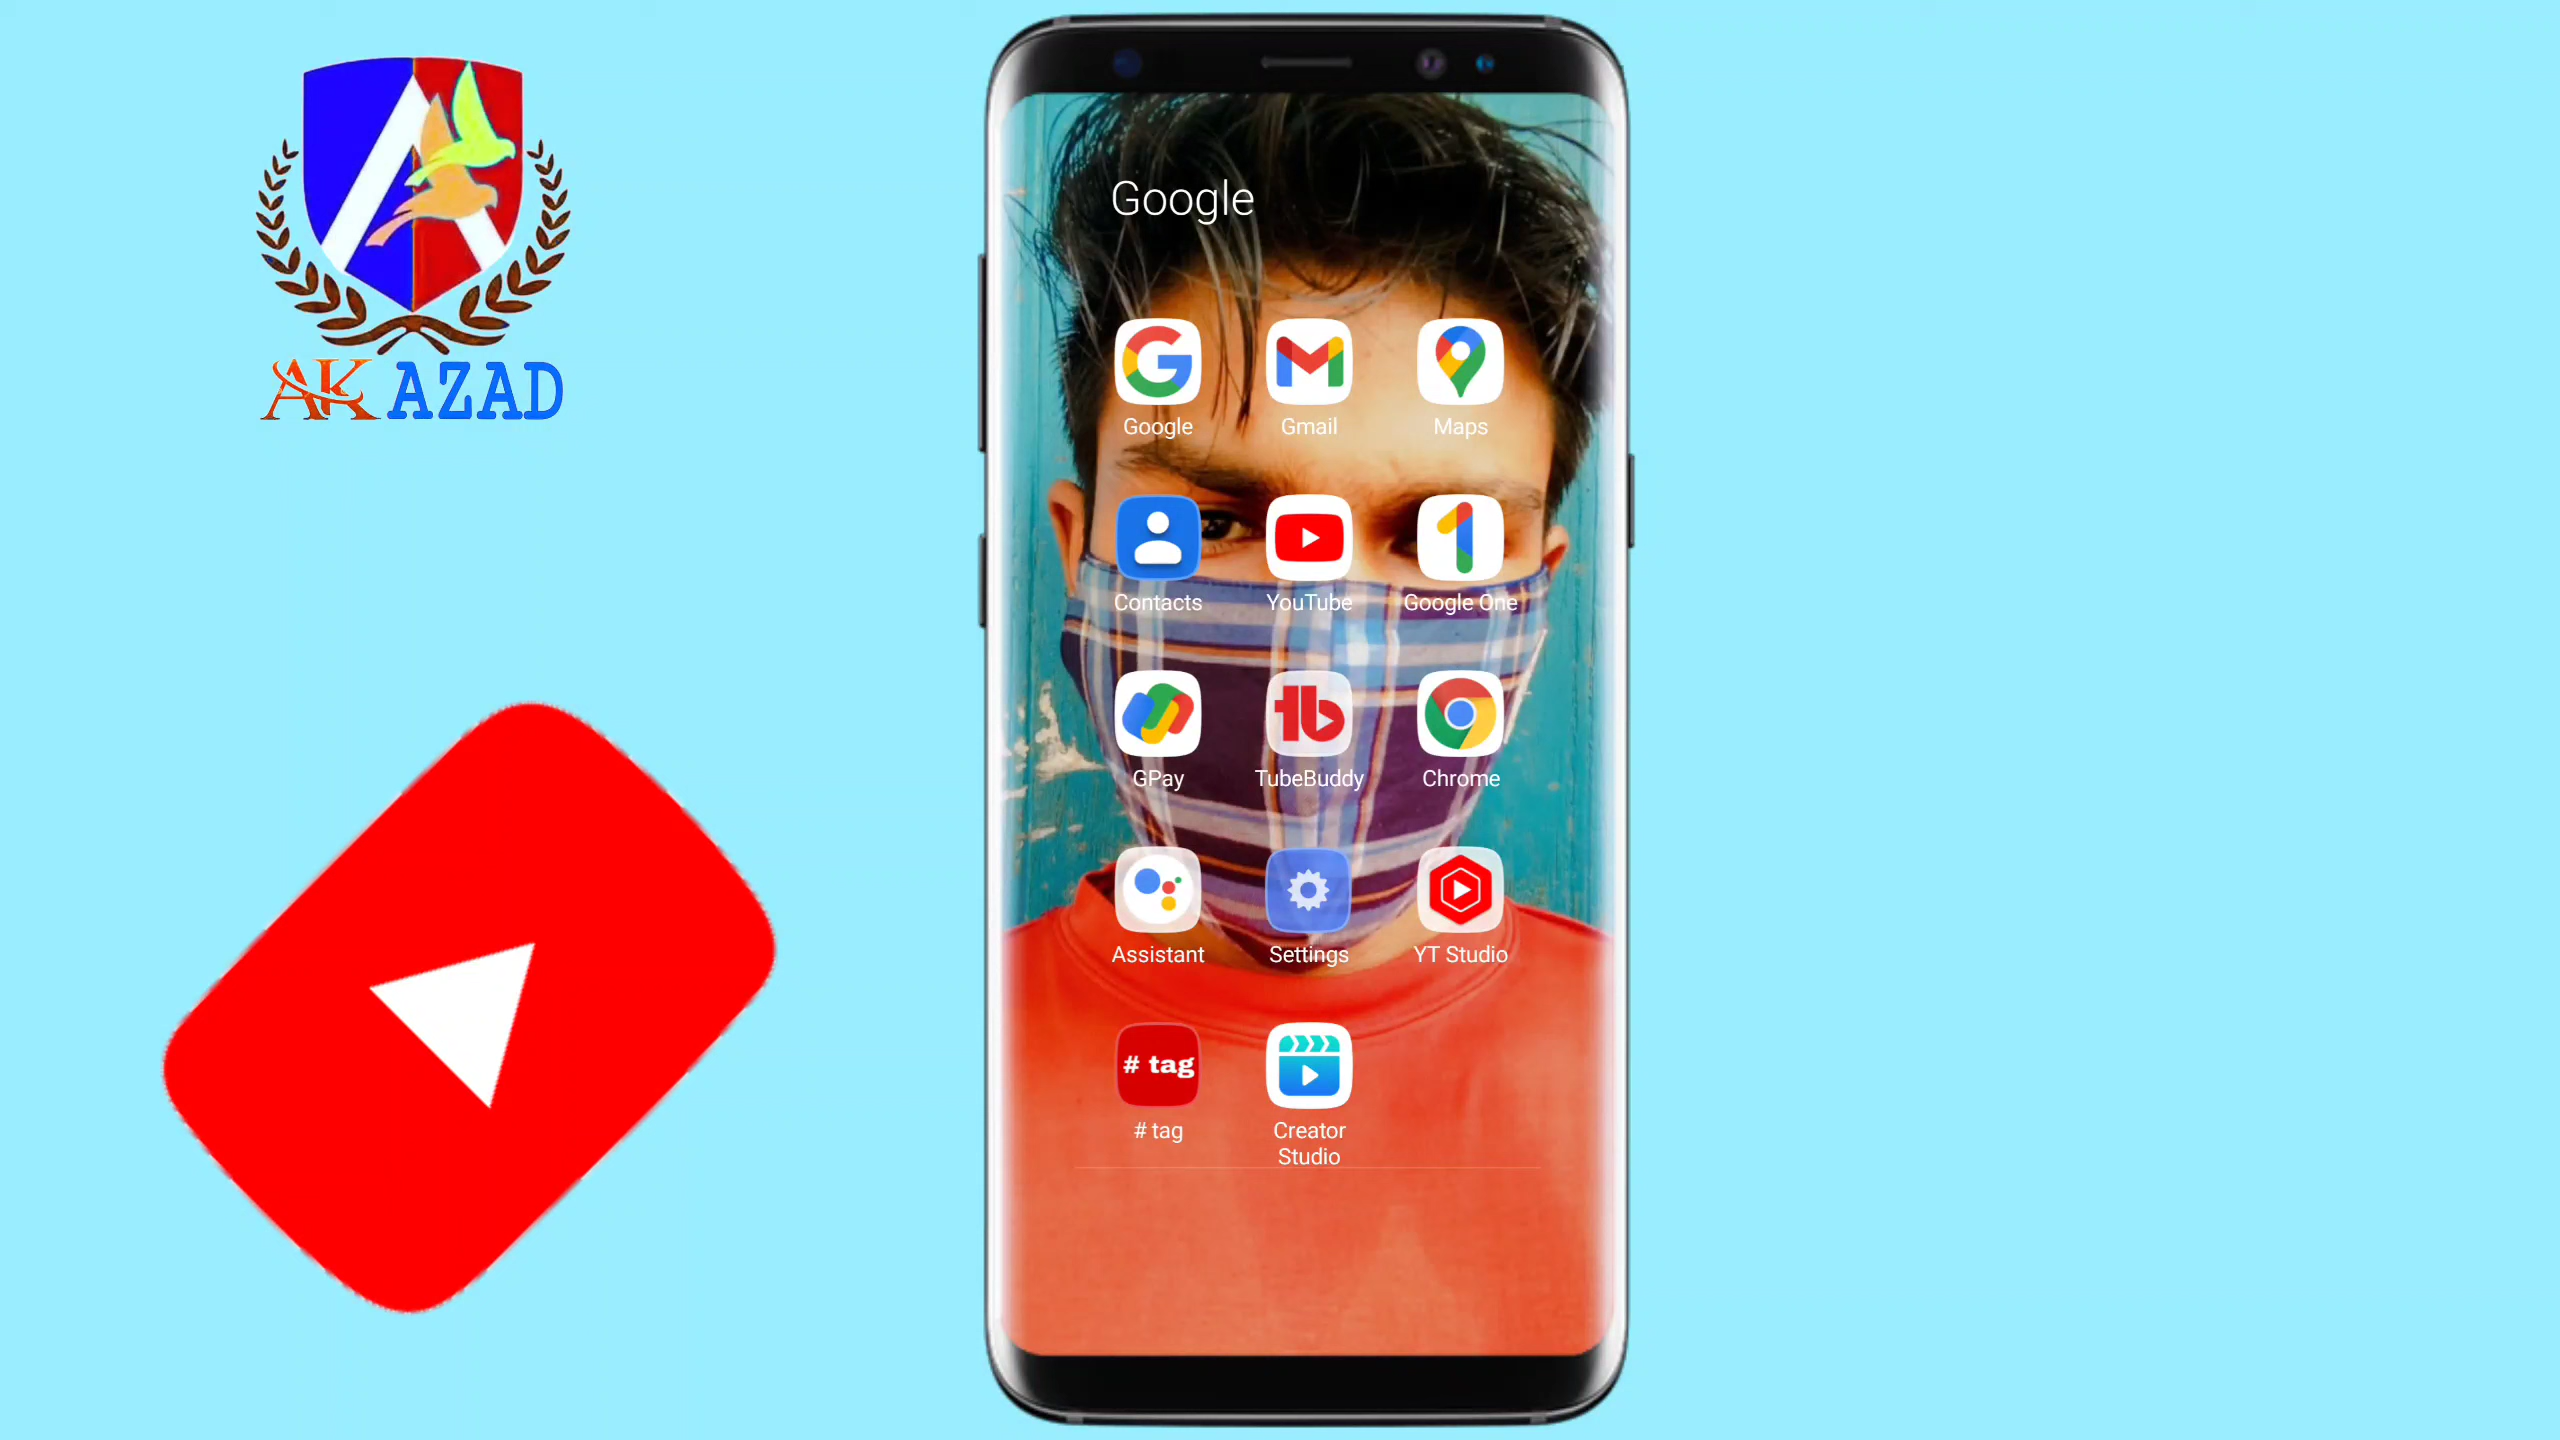 AK AZAD
Google
Google Gmail Maps
Contacts YouTube Google One
GPay TubeBuddy Chrome
Assistant Settings YT Studio
# tag
# tag Creator
Studio